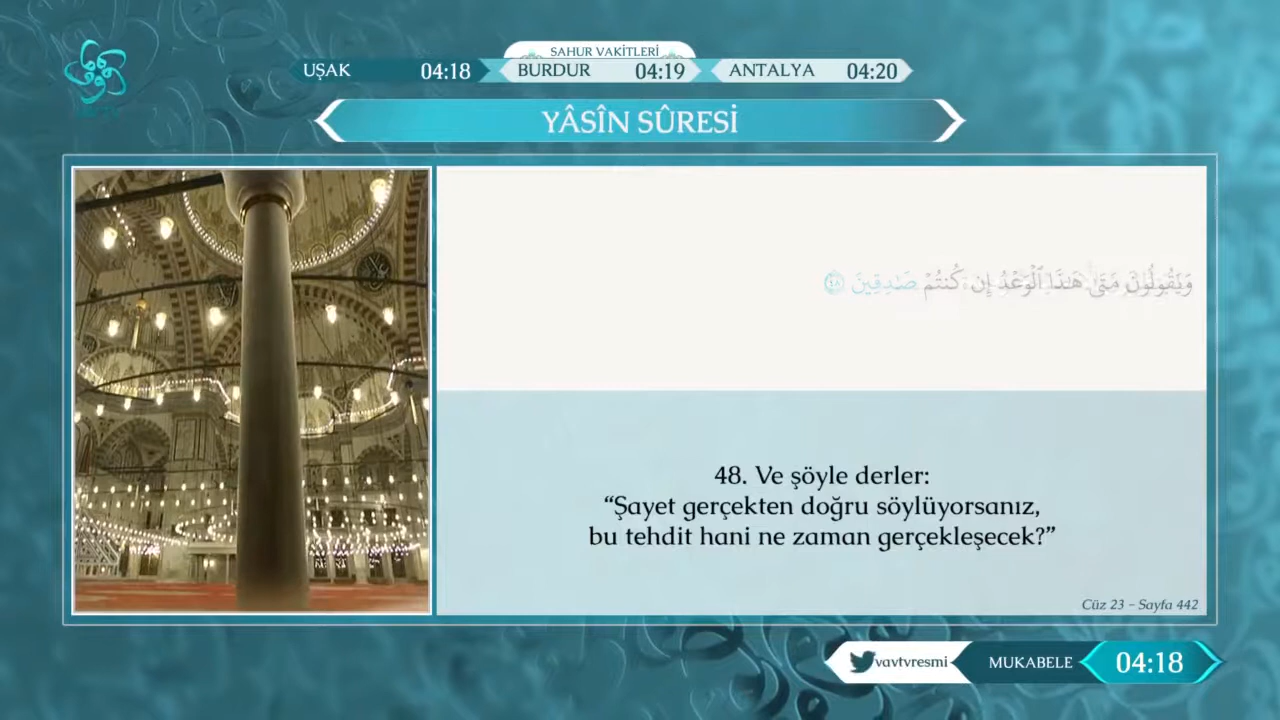 SAHUR VAKİTLERİ
UŞAK 04:18 BURDUR 04:19 ANTALYA 04:20
YÂSÎN SÛRESİ
وَيَقُولُونَ مَتَىٰ هَـٰذَا الْوَعْدُ إِن كُنتُمْ صَـٰدِقِينَ ٤٨
48. Ve şöyle derler:
“Şayet gerçekten doğru söylüyorsanız,
bu tehdit hani ne zaman gerçekleşecek?”
Cüz 23 – Sayfa 442
vavtvresmi MUKABELE 04:18